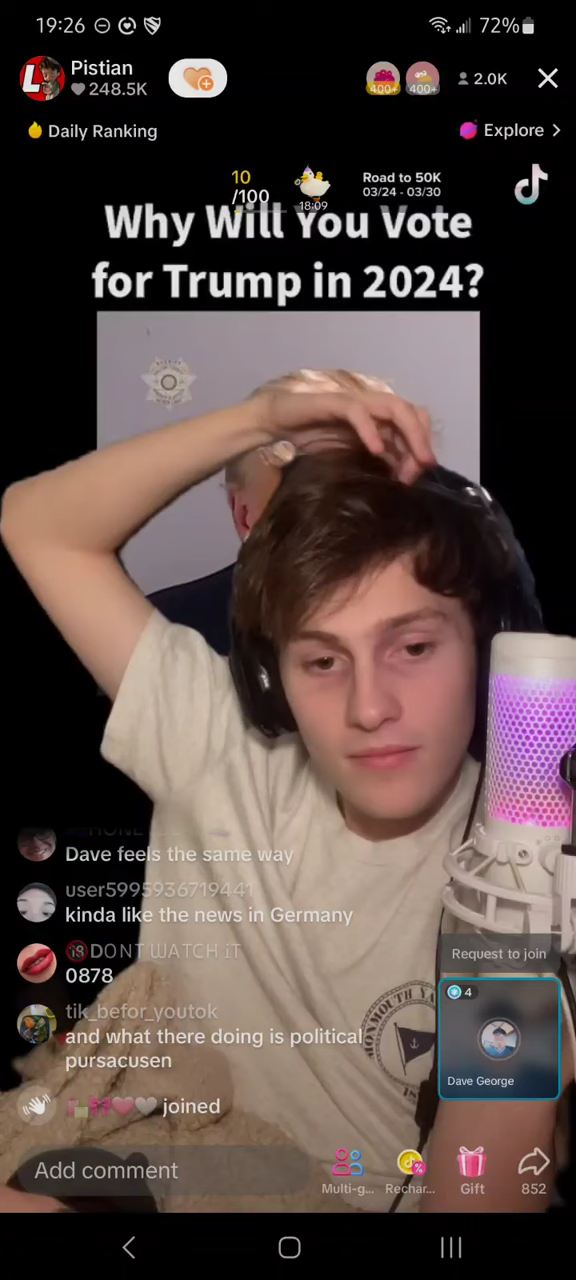 19:26
72%
Pistian
248.5K
400+
400+
2.0K
Daily Ranking
Explore
10
/100
18:09
Road to 50K
03/24 - 03/30
Why Will You Vote
for Trump in 2024?
Dave feels the same way
user5995936719441
kinda like the news in Germany
DONT WATCH iT
0878
tik_befor_youtok
and what there doing is political
pursacusen
joined
Request to join
4
Dave George
Add comment
Multi-g...
Rechar...
Gift
852